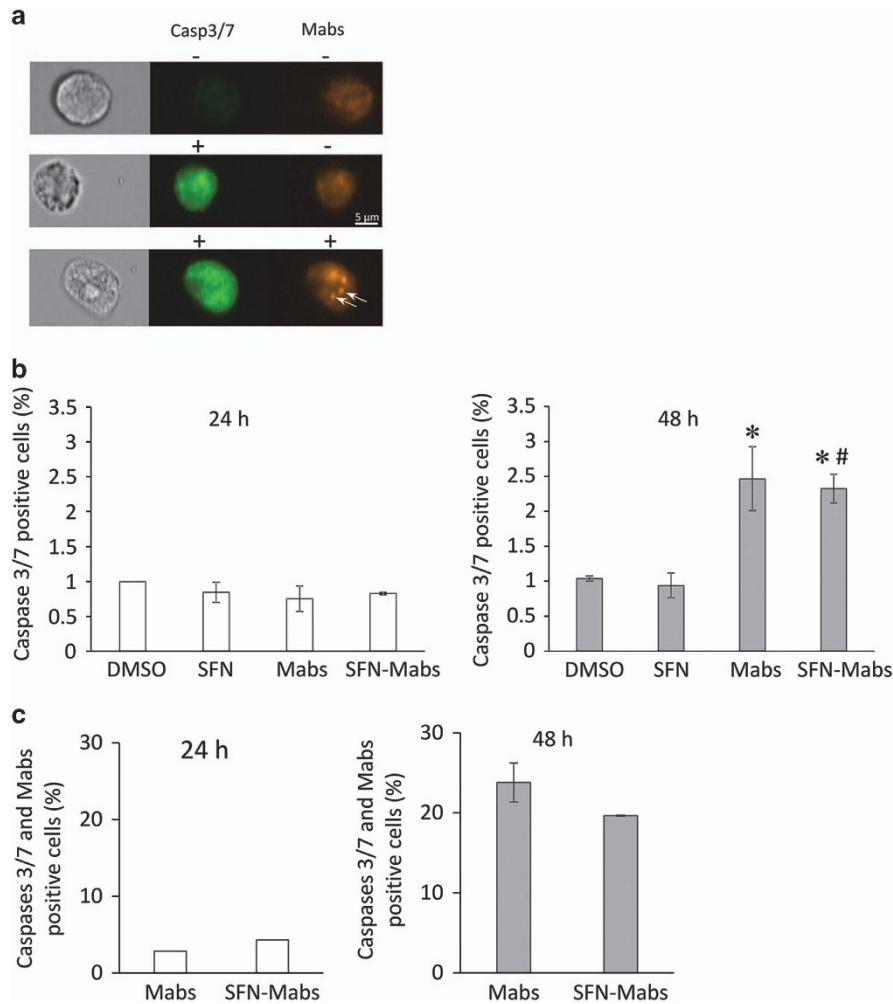 a
Casp3/7 Mabs
- -
+ -
5 µm
+ +
b
Caspase 3/7 positive cells (%)
3.5
3
2.5
2
1.5
1
0.5
0
24 h
DMSO SFN Mabs SFN-Mabs
Caspase 3/7 positive cells (%)
3.5
3
2.5
2
1.5
1
0.5
0
48 h
*
* #
DMSO SFN Mabs SFN-Mabs
c
Caspases 3/7 and Mabs
positive cells (%)
30
20
10
0
24 h
Mabs SFN-Mabs
Caspases 3/7 and Mabs
positive cells (%)
30
20
10
0
48 h
Mabs SFN-Mabs